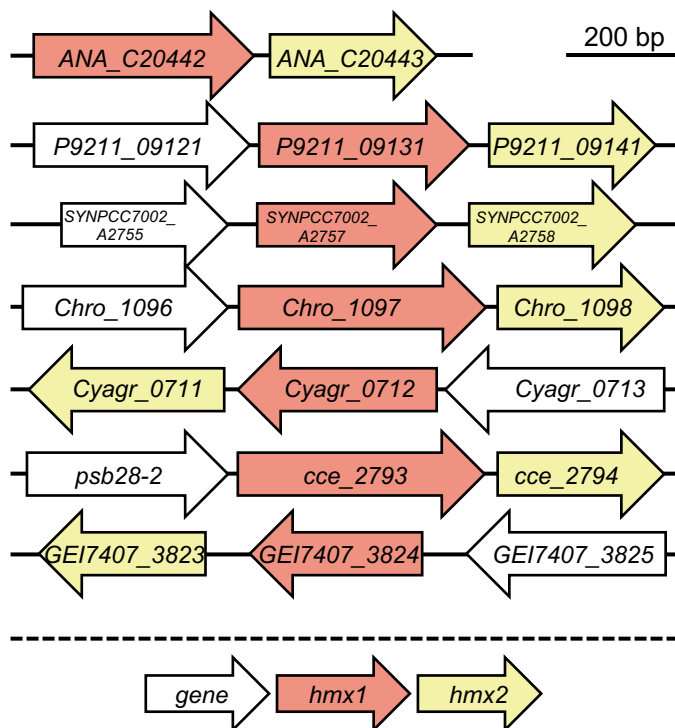 ANA_C20442 ANA_C20443 200 bp
P9211_09121 P9211_09131 P9211_09141
SYNPCC7002_ SYNPCC7002_ SYNPCC7002_
A2755 A2757 A2758
Chro_1096 Chro_1097 Chro_1098
Cyagr_0711 Cyagr_0712 Cyagr_0713
psb28-2 cce_2793 cce_2794
GEI7407_3823 GEI7407_3824 GEI7407_3825
gene hmx1 hmx2